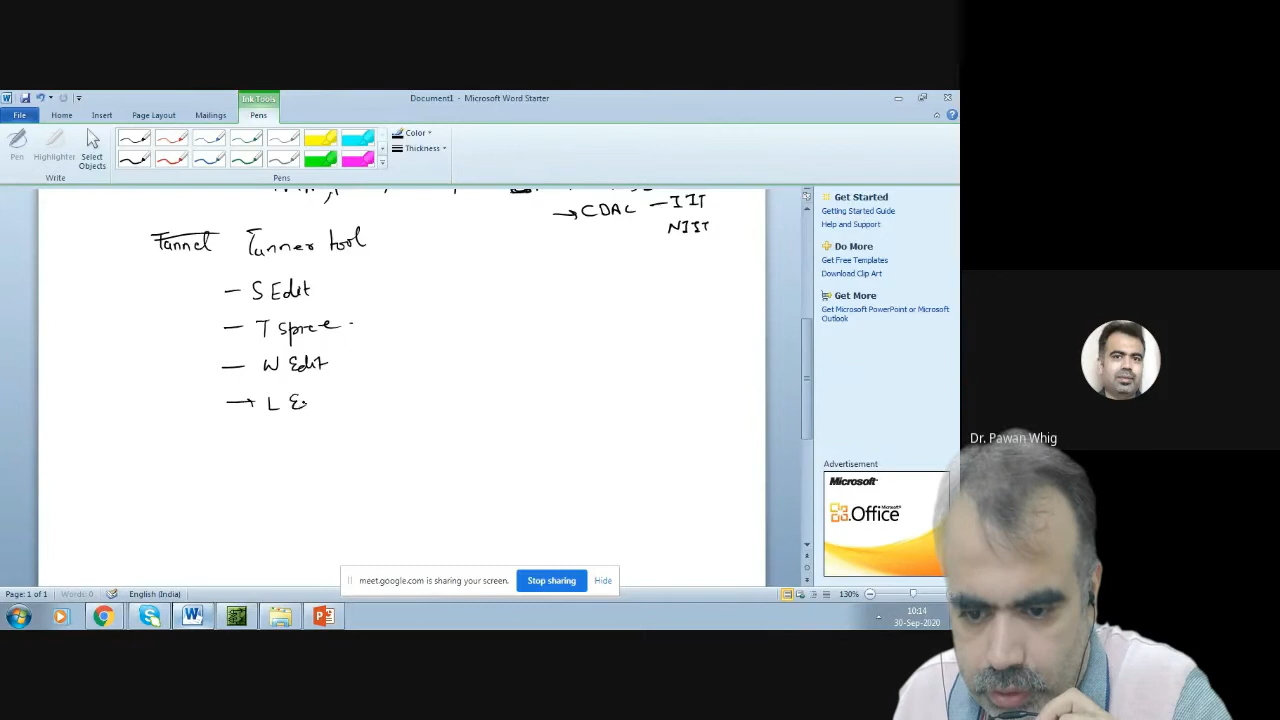 Ink Tools
Document1 - Microsoft Word Starter
File Home Insert Page Layout Mailings Pens
Pen
Highlighter
Select Objects
Color
Thickness
Write
Pens
→ CDAC — IIT
NIIT
Tannel Tanner tool
— S Edit
— T Spice
— W Edit
→ L E
Get Started
Getting Started Guide
Help and Support
Do More
Get Free Templates
Download Clip Art
Get More
Get Microsoft PowerPoint or Microsoft
Outlook
Advertisement
Microsoft
Microsoft
Office
meet.google.com is sharing your screen. Stop sharing Hide
Page: 1 of 1 Words: 0 English (India) 130%
10:14
30-Sep-2020
Dr. Pawan Whig